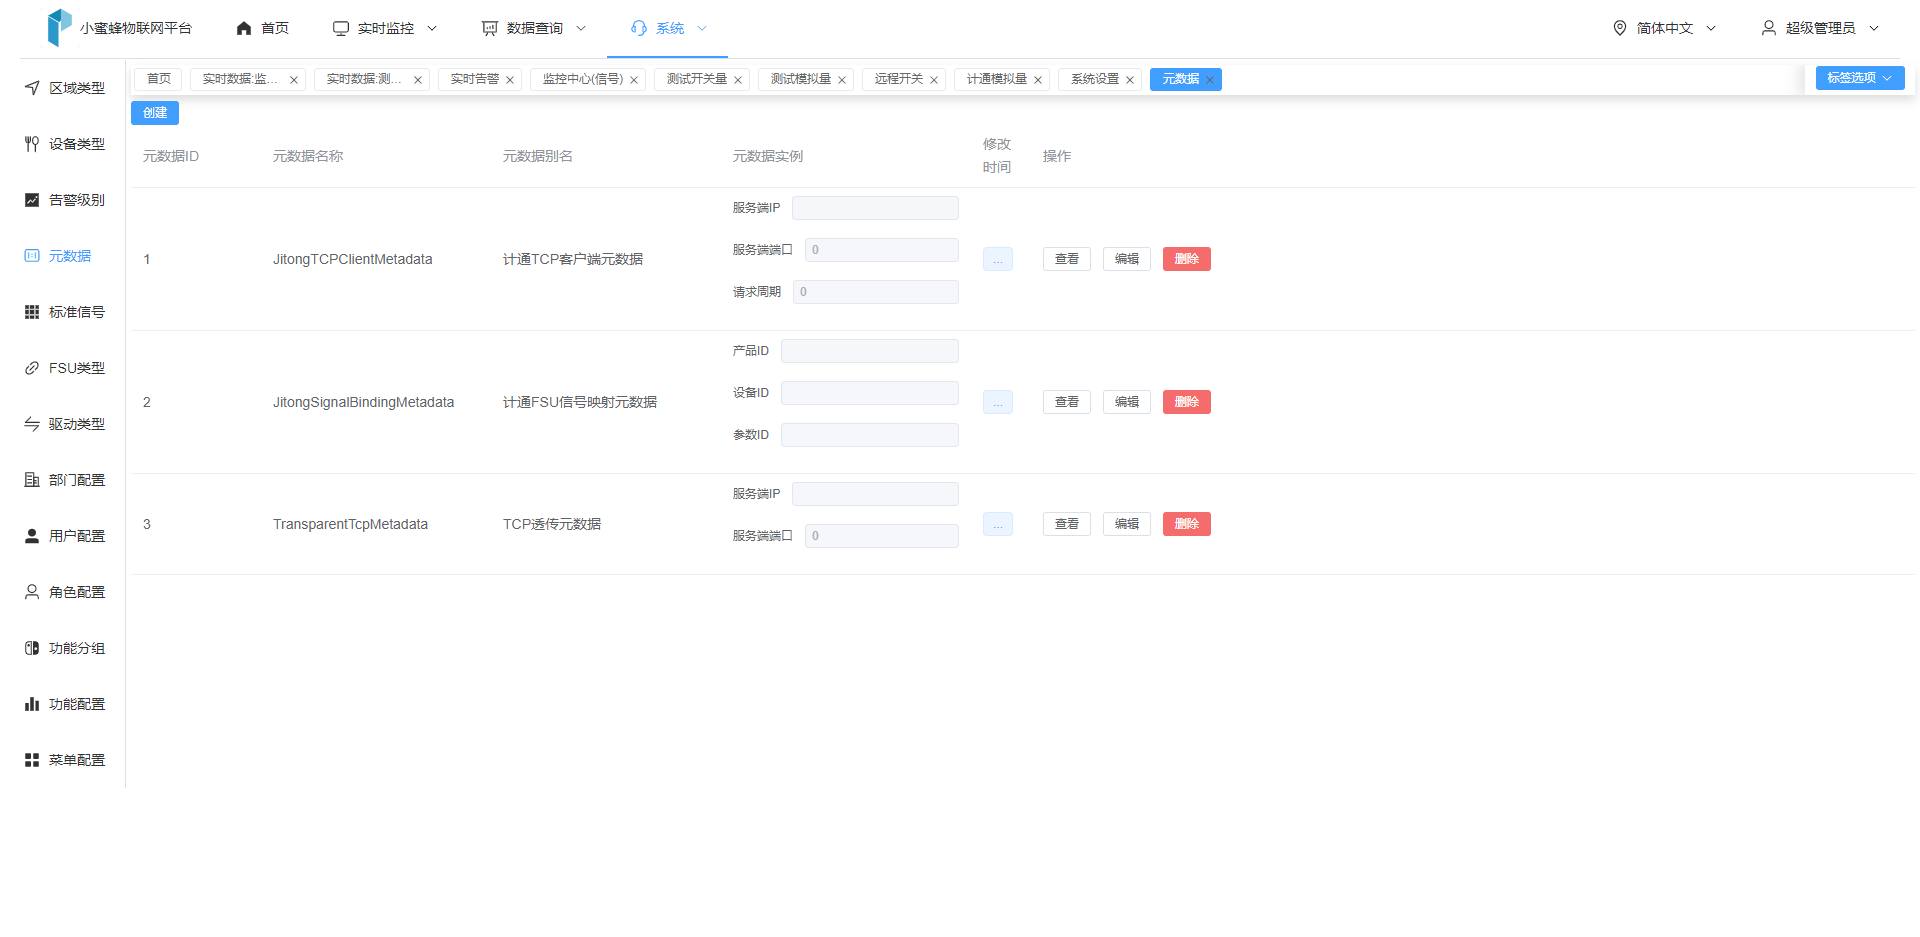 小蜜蜂物联网平台 首页 实时监控 数据查询 系统 简体中文 超级管理员
首页 实时数据:监... 实时数据:测... 实时告警 监控中心(信号) 测试开关量 测试模拟量 远程开关 计通模拟量 系统设置 元数据 标签选项
区域类型
设备类型
告警级别
元数据
标准信号
FSU类型
驱动类型
部门配置
用户配置
角色配置
功能分组
功能配置
菜单配置
创建
元数据ID 元数据名称 元数据别名 元数据实例 修改时间 操作
1 JitongTCPClientMetadata 计通TCP客户端元数据
服务端IP
服务端端口 0
请求周期 0
... 查看 编辑 删除
2 JitongSignalBindingMetadata 计通FSU信号映射元数据
产品ID
设备ID
参数ID
... 查看 编辑 删除
3 TransparentTcpMetadata TCP透传元数据
服务端IP
服务端端口 0
... 查看 编辑 删除